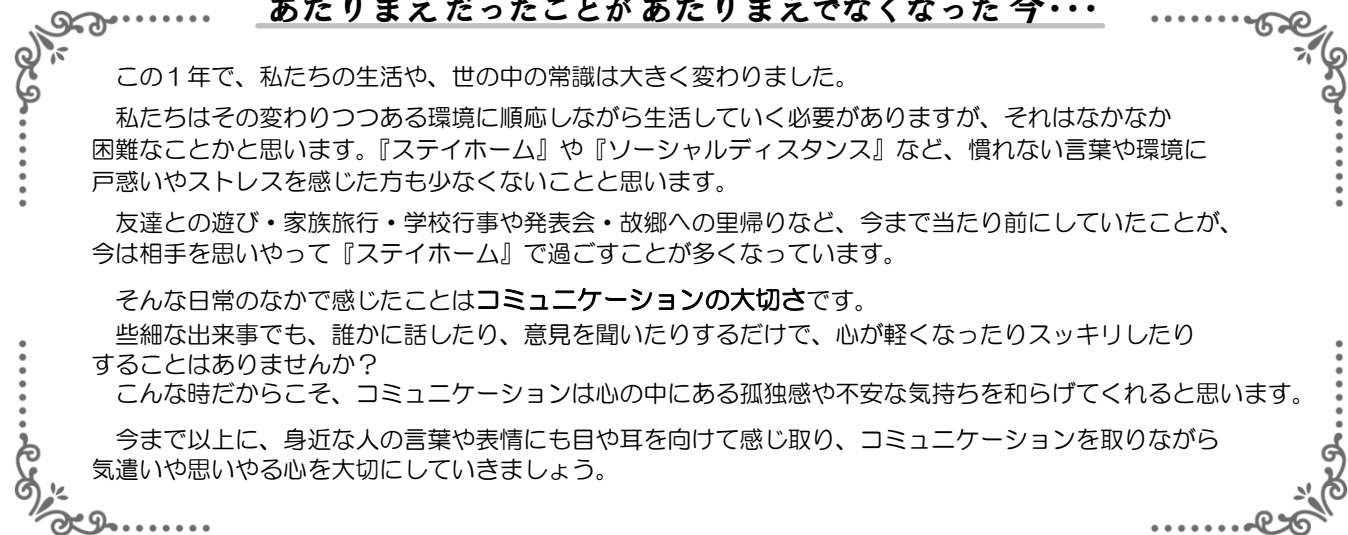 あたりまえだったことがあたりまえでなくなった 今・・・
この１年で、私たちの生活や、世の中の常識は大きく変わりました。
私たちはその変わりつつある環境に順応しながら生活していく必要がありますが、それはなかなか
困難なことかと思います。『ステイホーム』や『ソーシャルディスタンス』など、慣れない言葉や環境に
戸惑いやストレスを感じた方も少なくないことと思います。
友達との遊び・家族旅行・学校行事や発表会・故郷への里帰りなど、今まで当たり前にしていたことが、
今は相手を思いやって『ステイホーム』で過ごすことが多くなっています。
そんな日常のなかで感じたことはコミュニケーションの大切さです。
些細な出来事でも、誰かに話したり、意見を聞いたりするだけで、心が軽くなったりスッキリしたり
することはありませんか？
こんな時だからこそ、コミュニケーションは心の中にある孤独感や不安な気持ちを和らげてくれると思います。
今まで以上に、身近な人の言葉や表情にも目や耳を向けて感じ取り、コミュニケーションを取りながら
気遣いや思いやる心を大切にしていきましょう。